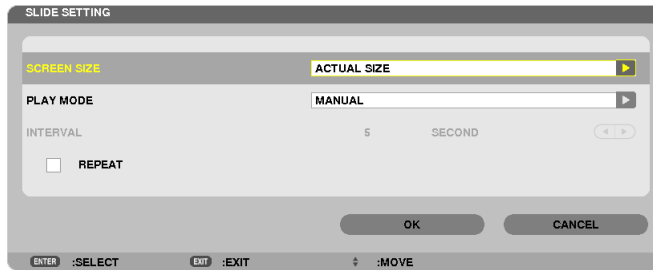 SLIDE SETTING
SCREEN SIZE ACTUAL SIZE
PLAY MODE MANUAL
INTERVAL 5 SECOND
REPEAT
OK CANCEL
ENTER :SELECT EXIT :EXIT :MOVE